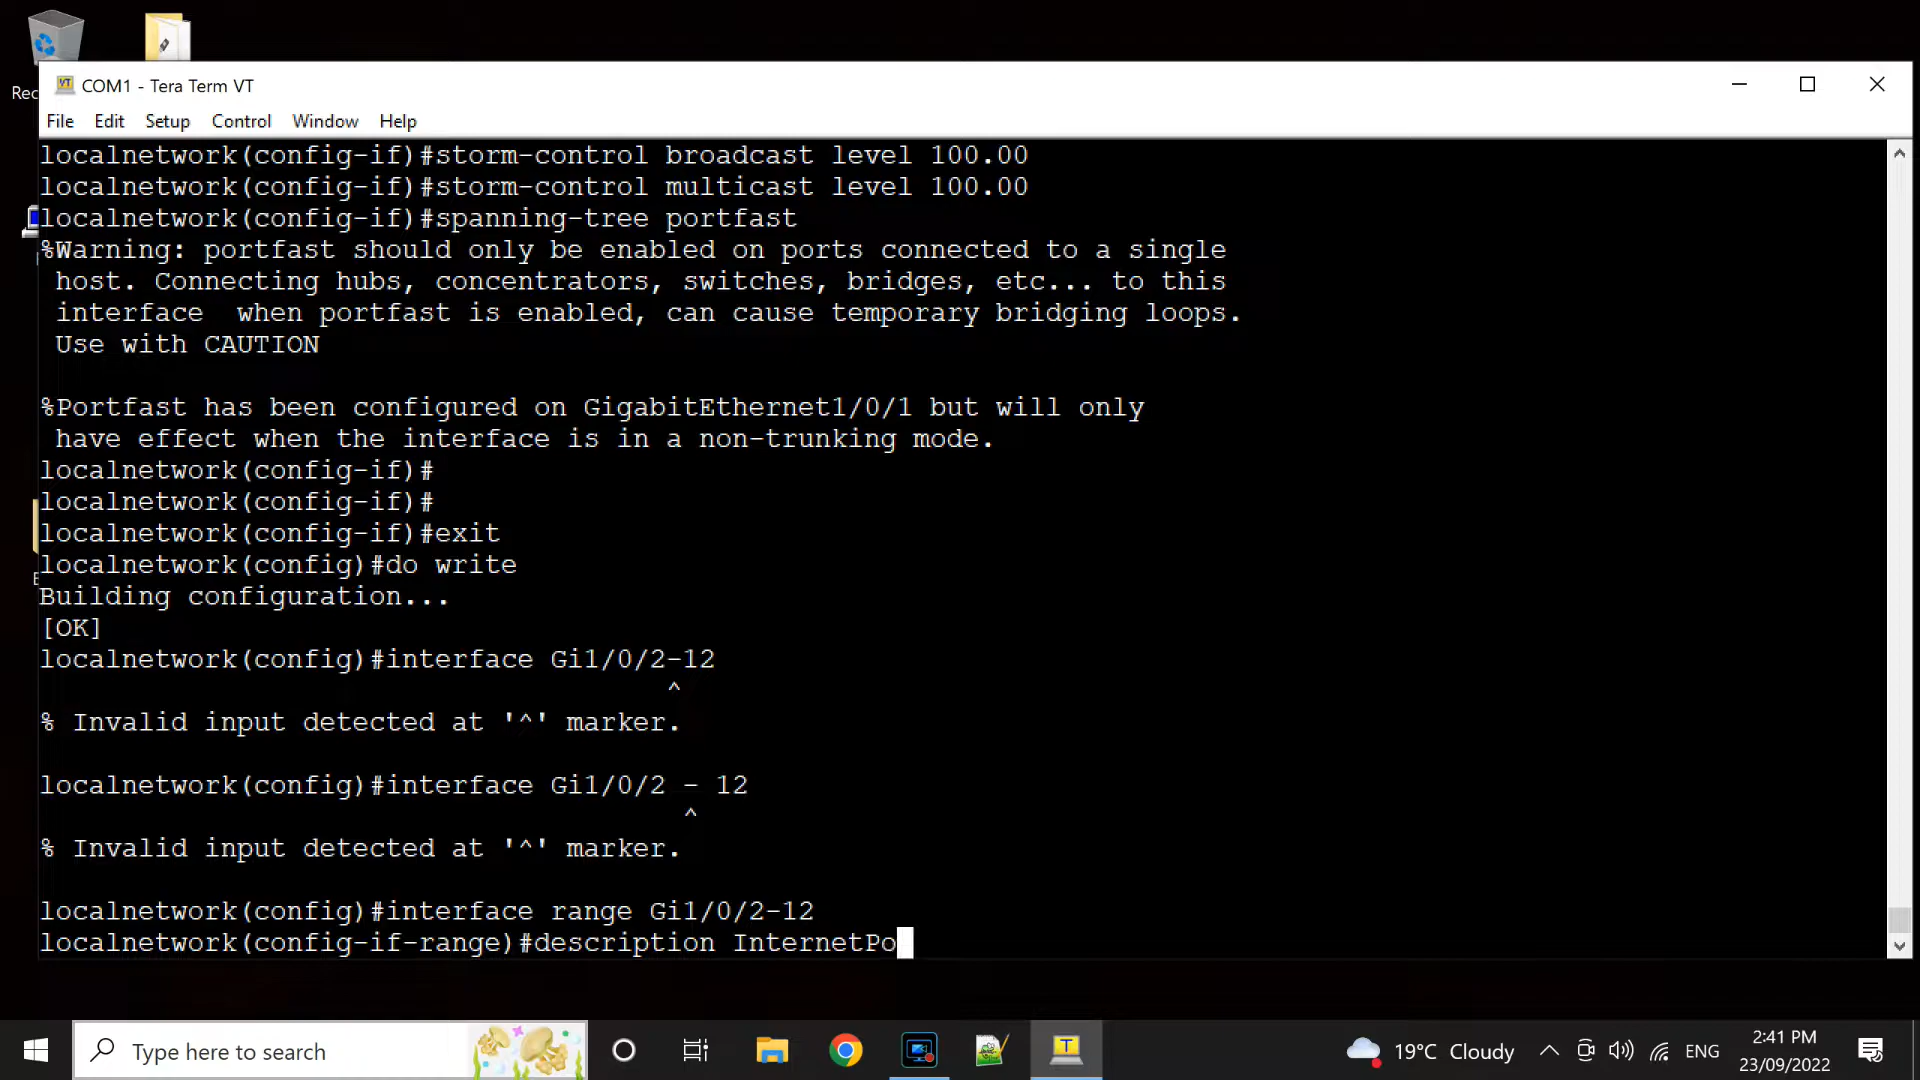 Rec
COM1 - Tera Term VT
File Edit Setup Control Window Help
localnetwork(config-if)#storm-control broadcast level 100.00
localnetwork(config-if)#storm-control multicast level 100.00
localnetwork(config-if)#spanning-tree portfast
%Warning: portfast should only be enabled on ports connected to a single
host. Connecting hubs, concentrators, switches, bridges, etc... to this
interface  when portfast is enabled, can cause temporary bridging loops.
Use with CAUTION
%Portfast has been configured on GigabitEthernet1/0/1 but will only
have effect when the interface is in a non-trunking mode.
localnetwork(config-if)#
localnetwork(config-if)#
localnetwork(config-if)#exit
localnetwork(config)#do write
Building configuration...
[OK]
localnetwork(config)#interface Gi1/0/2-12
^
% Invalid input detected at '^' marker.
localnetwork(config)#interface Gi1/0/2 - 12
^
% Invalid input detected at '^' marker.
localnetwork(config)#interface range Gi1/0/2-12
localnetwork(config-if-range)#description InternetPo
Type here to search
19°C Cloudy
ENG
2:41 PM
23/09/2022